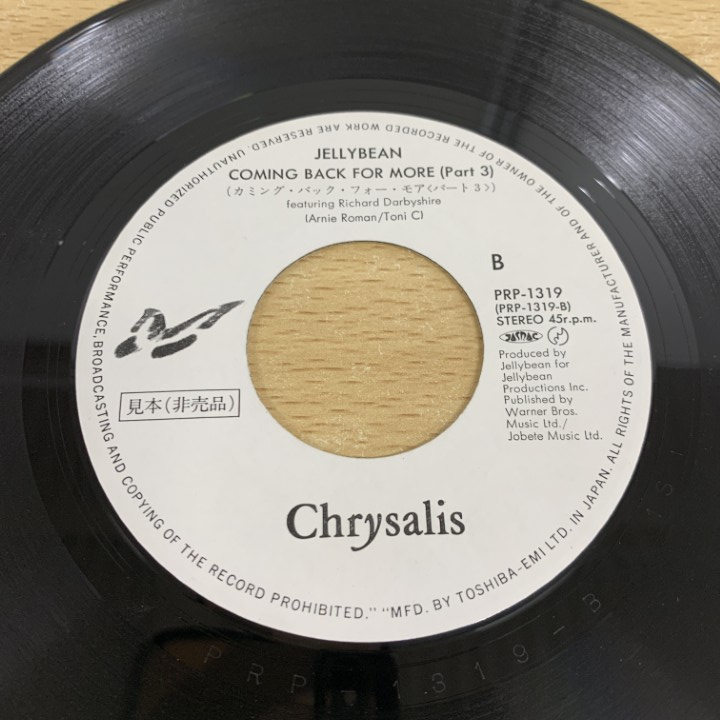 JELLYBEAN
COMING BACK FOR MORE (Part 3)
(カミング・バック・フォー・モア〈パート3〉)
featuring Richard Darbyshire
(Arnie Roman/Toni C)
B
PRP-1319
(PRP-1319-B)
STEREO 45r.p.m.
JASRAC
Produced by
Jellybean for
Jellybean
Productions Inc.
Published by
Warner Bros.
Music Ltd./
Jobete Music Ltd.
見本(非売品)
Chrysalis
ALL RIGHTS OF THE MANUFACTURER AND OF THE OWNER OF THE RECORDED WORK ARE RESERVED. UNAUTHORIZED PUBLIC PERFORMANCE, BROADCASTING AND COPYING OF THE RECORD PROHIBITED." "MFD. BY TOSHIBA-EMI LTD. IN JAPAN.
PRP-1319-B